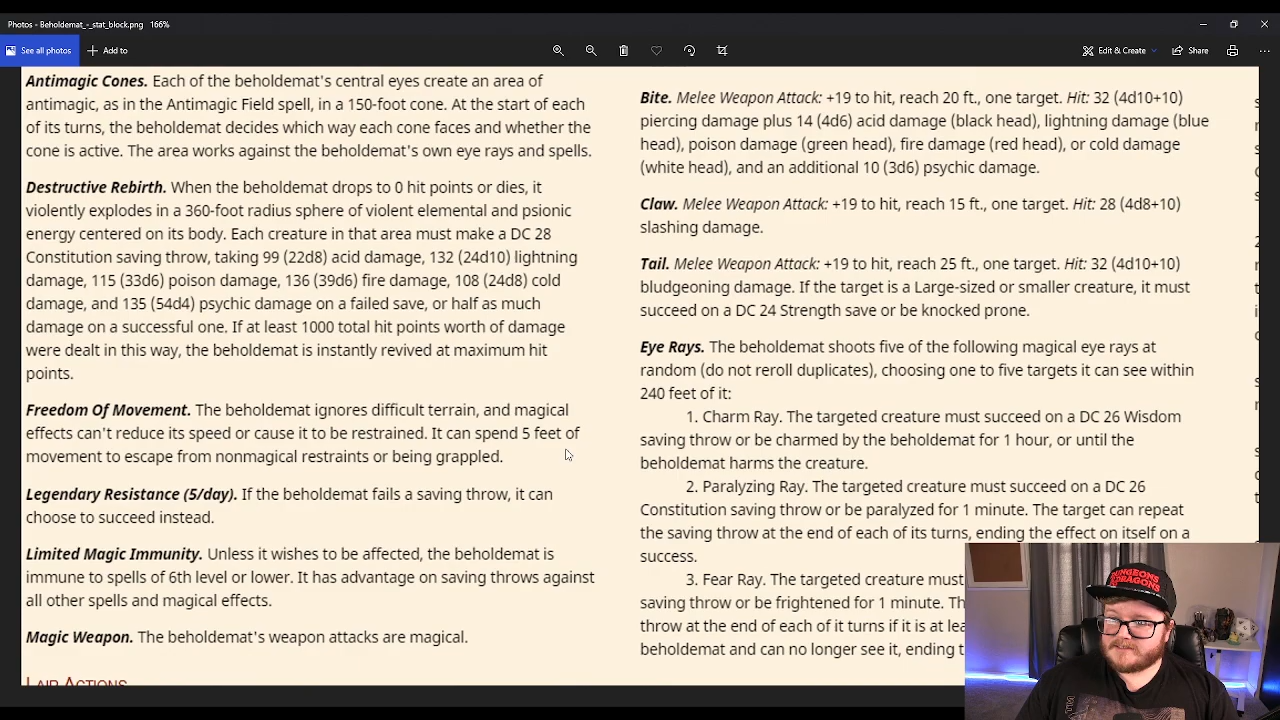 Photos - Beholdemat_-_stat_block.png 166%
See all photos
Add to
Edit & Create
Share
Antimagic Cones. Each of the beholdemat's central eyes create an area of
antimagic, as in the Antimagic Field spell, in a 150-foot cone. At the start of each
of its turns, the beholdemat decides which way each cone faces and whether the
cone is active. The area works against the beholdemat's own eye rays and spells.
Destructive Rebirth. When the beholdemat drops to 0 hit points or dies, it
violently explodes in a 360-foot radius sphere of violent elemental and psionic
energy centered on its body. Each creature in that area must make a DC 28
Constitution saving throw, taking 99 (22d8) acid damage, 132 (24d10) lightning
damage, 115 (33d6) poison damage, 136 (39d6) fire damage, 108 (24d8) cold
damage, and 135 (54d4) psychic damage on a failed save, or half as much
damage on a successful one. If at least 1000 total hit points worth of damage
were dealt in this way, the beholdemat is instantly revived at maximum hit
points.
Freedom Of Movement. The beholdemat ignores difficult terrain, and magical
effects can't reduce its speed or cause it to be restrained. It can spend 5 feet of
movement to escape from nonmagical restraints or being grappled.
Legendary Resistance (5/day). If the beholdemat fails a saving throw, it can
choose to succeed instead.
Limited Magic Immunity. Unless it wishes to be affected, the beholdemat is
immune to spells of 6th level or lower. It has advantage on saving throws against
all other spells and magical effects.
Magic Weapon. The beholdemat's weapon attacks are magical.
Lair Actions
Bite. Melee Weapon Attack: +19 to hit, reach 20 ft., one target. Hit: 32 (4d10+10)
piercing damage plus 14 (4d6) acid damage (black head), lightning damage (blue
head), poison damage (green head), fire damage (red head), or cold damage
(white head), and an additional 10 (3d6) psychic damage.
Claw. Melee Weapon Attack: +19 to hit, reach 15 ft., one target. Hit: 28 (4d8+10)
slashing damage.
Tail. Melee Weapon Attack: +19 to hit, reach 25 ft., one target. Hit: 32 (4d10+10)
bludgeoning damage. If the target is a Large-sized or smaller creature, it must
succeed on a DC 24 Strength save or be knocked prone.
Eye Rays. The beholdemat shoots five of the following magical eye rays at
random (do not reroll duplicates), choosing one to five targets it can see within
240 feet of it:
1. Charm Ray. The targeted creature must succeed on a DC 26 Wisdom
saving throw or be charmed by the beholdemat for 1 hour, or until the
beholdemat harms the creature.
2. Paralyzing Ray. The targeted creature must succeed on a DC 26
Constitution saving throw or be paralyzed for 1 minute. The target can repeat
the saving throw at the end of each of its turns, ending the effect on itself on a
success.
3. Fear Ray. The targeted creature must
saving throw or be frightened for 1 minute. Th
throw at the end of each of it turns if it is at lea
beholdemat and can no longer see it, ending t
DUNGEONS
DRAGONS